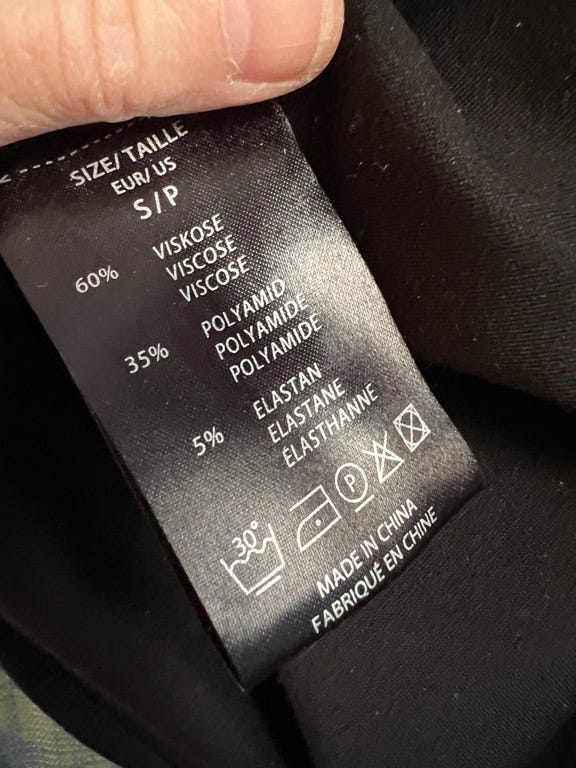 SIZE/ TAILLE
EUR/ US
S/P
60% VISKOSE
VISCOSE
VISCOSE
35% POLYAMID
POLYAMIDE
POLYAMIDE
5% ELASTAN
ELASTANE
ÉLASTHANNE
30°
P
MADE IN CHINA
FABRIQUÉ EN CHINE